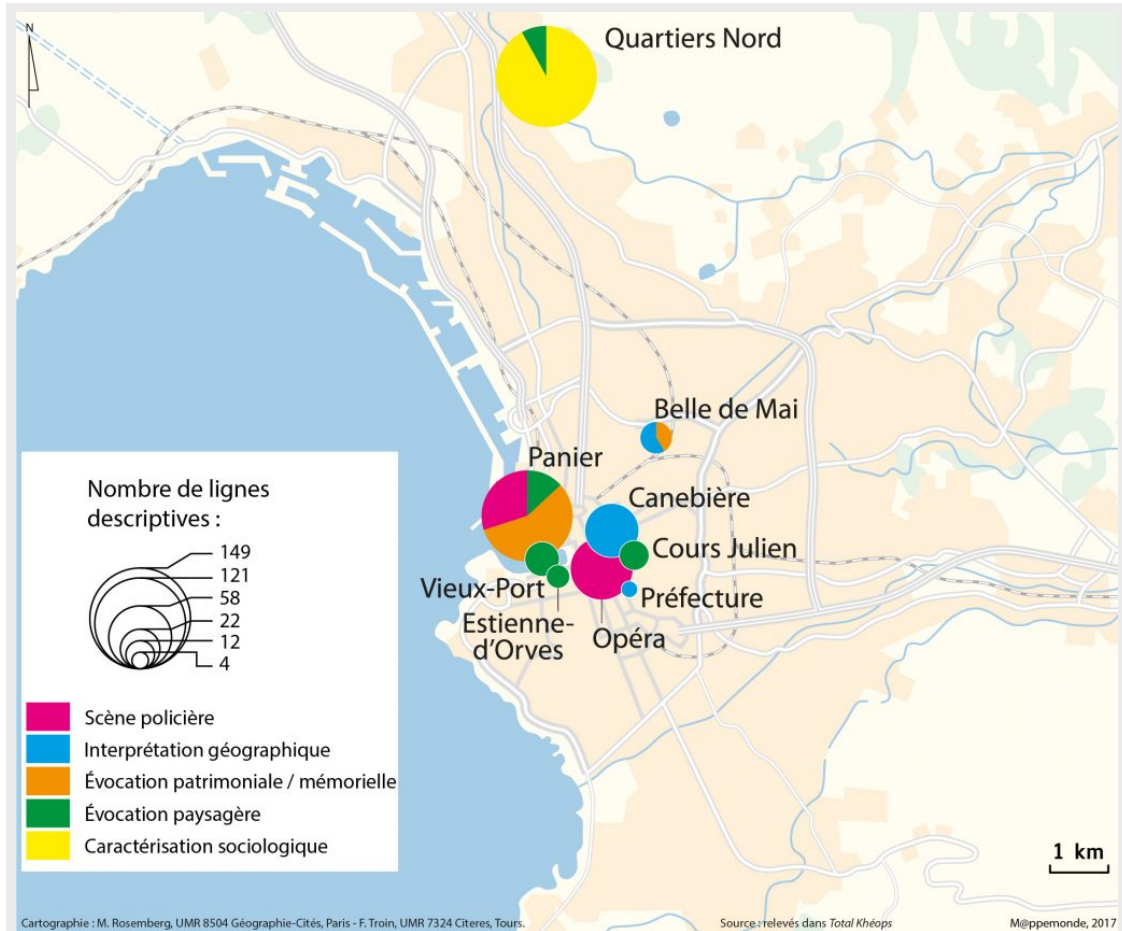 N
Quartiers Nord
Belle de Mai
Panier
Canebière
Cours Julien
Vieux-Port
Préfecture
Estienne-
d'Orves
Opéra
Nombre de lignes
descriptives :
149
121
58
22
12
4
Scène policière
Interprétation géographique
Évocation patrimoniale / mémorielle
Évocation paysagère
Caractérisation sociologique
1 km
Cartographie : M. Rosemberg, UMR 8504 Géographie-Cités, Paris - F. Troin, UMR 7324 Citeres, Tours.
Source : relevés dans Total Khéops
M@ppemonde, 2017